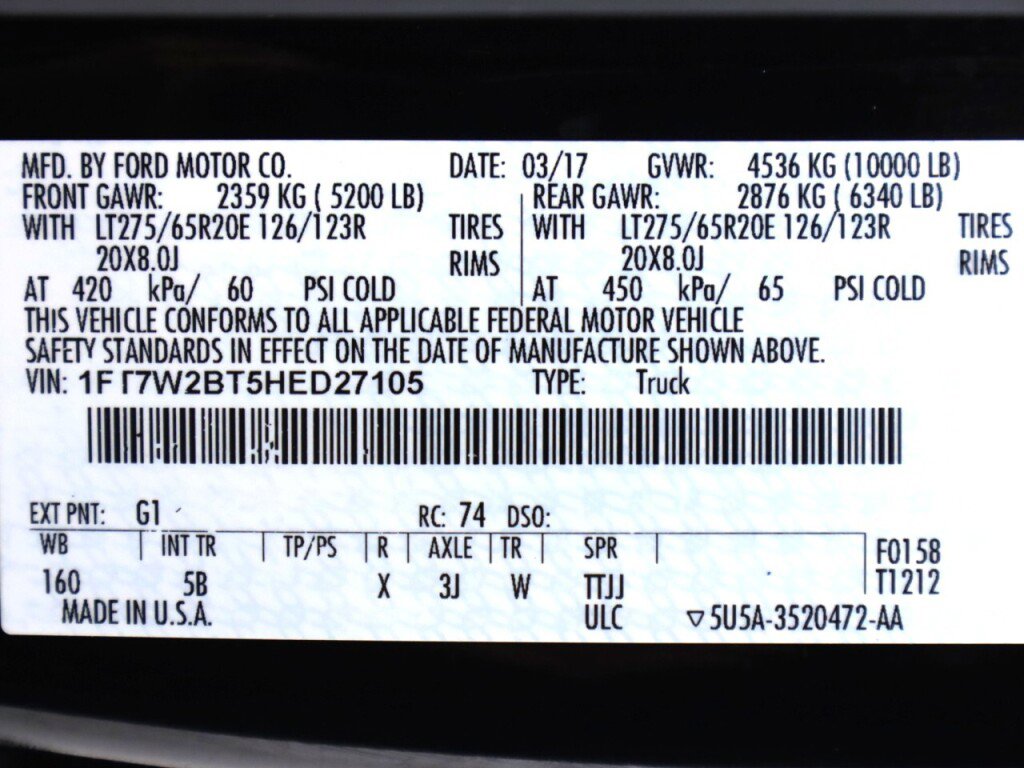 MFD. BY FORD MOTOR CO. DATE: 03/17 GVWR: 4536 KG (10000 LB)
FRONT GAWR: 2359 KG ( 5200 LB) REAR GAWR: 2876 KG ( 6340 LB)
WITH LT275/65R20E 126/123R TIRES WITH LT275/65R20E 126/123R TIRES
20X8.0J RIMS 20X8.0J RIMS
AT 420 kPa/ 60 PSI COLD AT 450 kPa/ 65 PSI COLD
THIS VEHICLE CONFORMS TO ALL APPLICABLE FEDERAL MOTOR VEHICLE
SAFETY STANDARDS IN EFFECT ON THE DATE OF MANUFACTURE SHOWN ABOVE.
VIN: 1FT7W2BT5HED27105 TYPE: Truck
EXT PNT: G1 RC: 74 DSO:
WB INT TR TP/PS R AXLE TR SPR F0158
160 5B X 3J W TTJJ T1212
MADE IN U.S.A. ULC ▽5U5A-3520472-AA